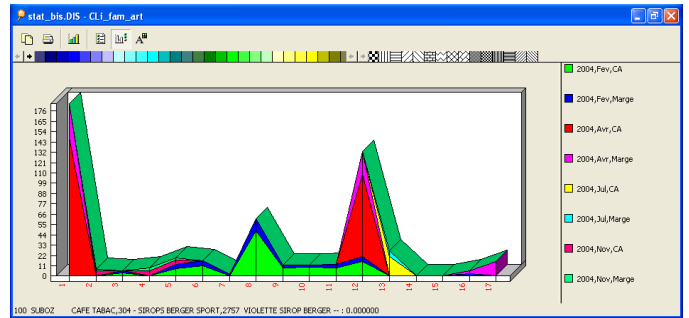 stat_bis.DIS - CLi_fam_art
2004,Fev,CA
2004,Fev,Marge
2004,Avr,CA
2004,Avr,Marge
2004,Jul,CA
2004,Jul,Marge
2004,Nov,CA
2004,Nov,Marge
176
165
154
143
132
121
110
99
88
77
66
55
44
33
22
11
0
1 2 3 4 5 6 7 8 9 10 11 12 13 14 15 16 17
100 SUBOZ CAFE TABAC,304 - SIROPS BERGER SPORT,2757 VIOLETTE SIROP BERGER -- : 0.000000